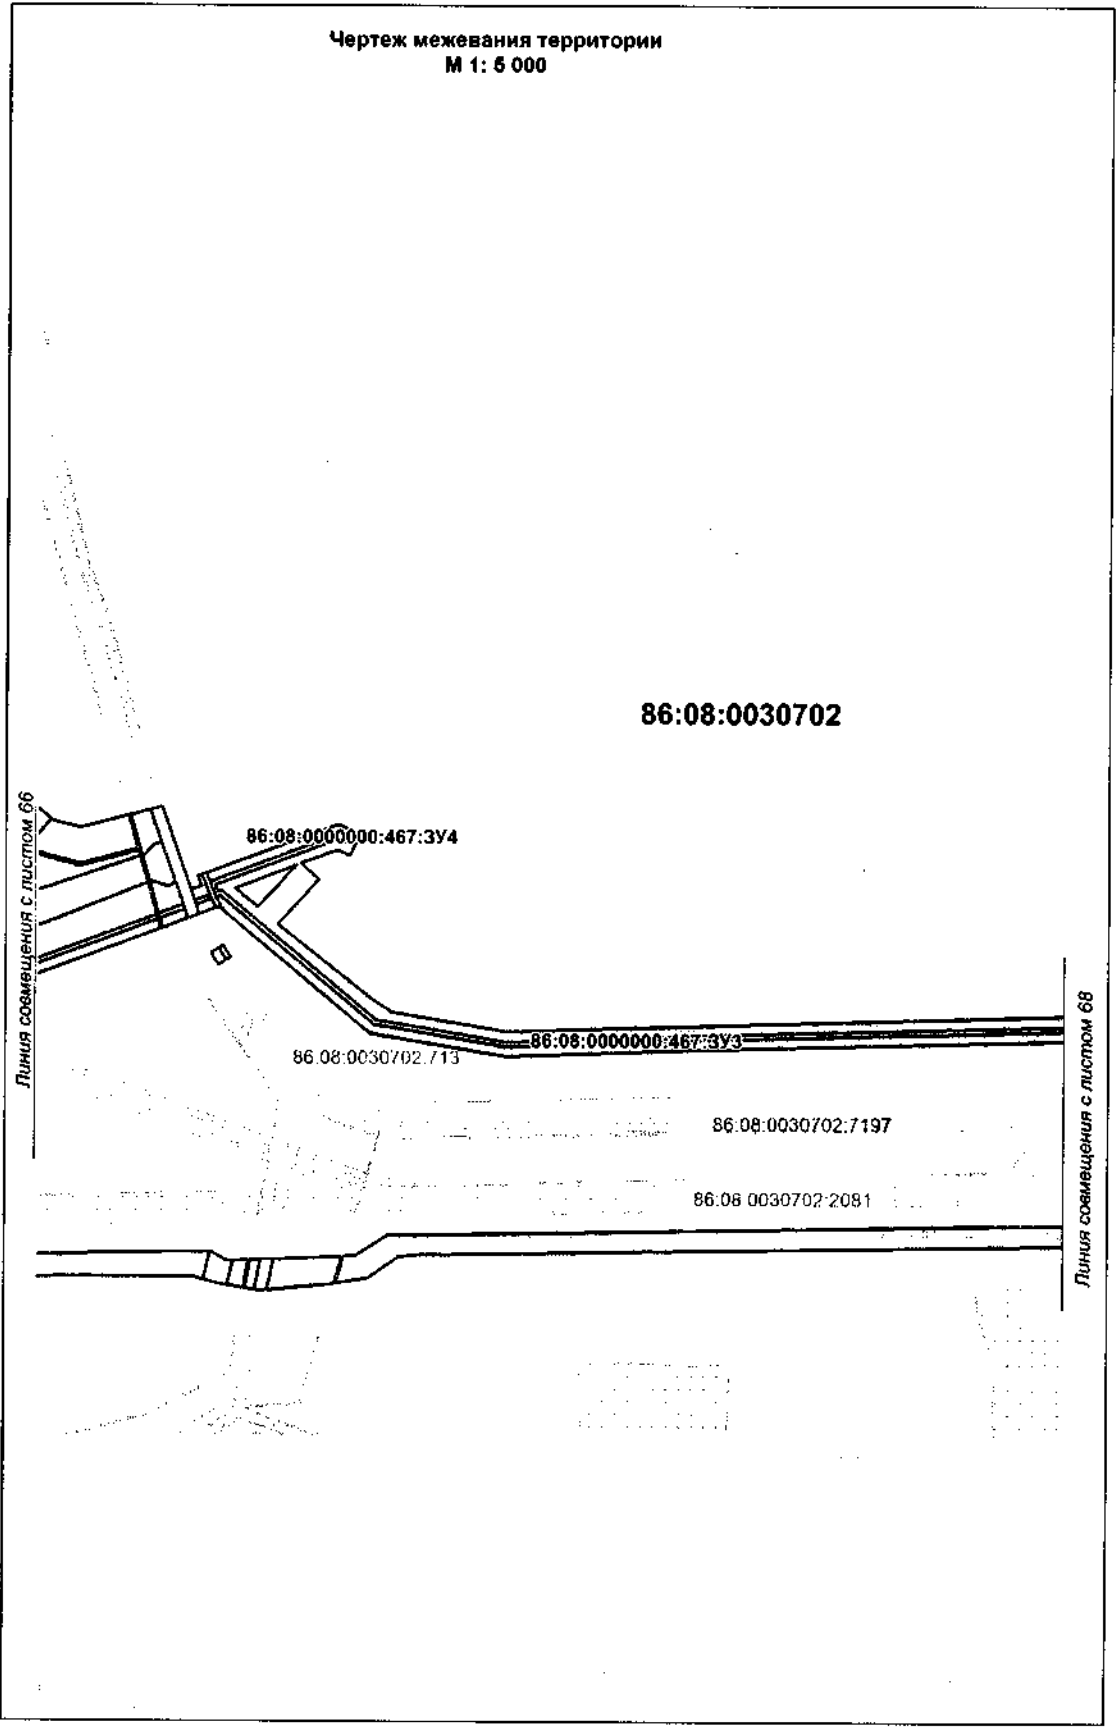 Чертеж межевания территории
М 1: 5 000
86:08:0030702
Линия совмещения с листом 66
86:08:0000000:467:ЗУ4
86:08:0000000:467:ЗУ3
86:08:0030702:713
86:08:0030702:7197
86:08:0030702:2081
Линия совмещения с листом 68